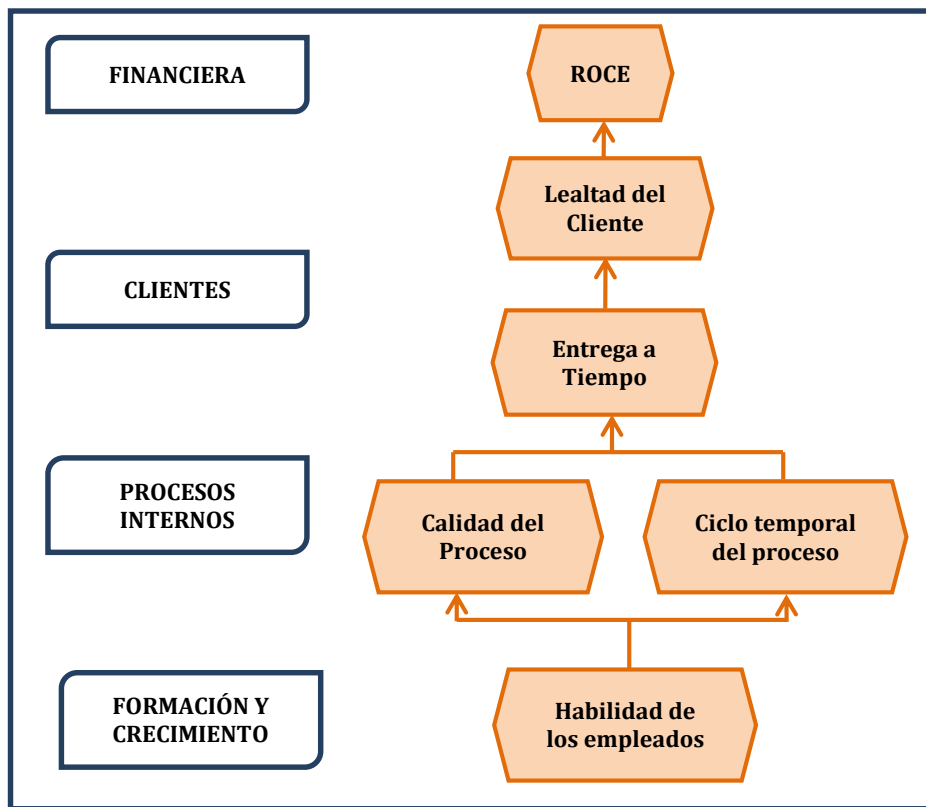 FINANCIERA
ROCE
Lealtad del
Cliente
CLIENTES
Entrega a
Tiempo
PROCESOS
INTERNOS
Calidad del
Proceso
Ciclo temporal
del proceso
FORMACIÓN Y
CRECIMIENTO
Habilidad de
los empleados